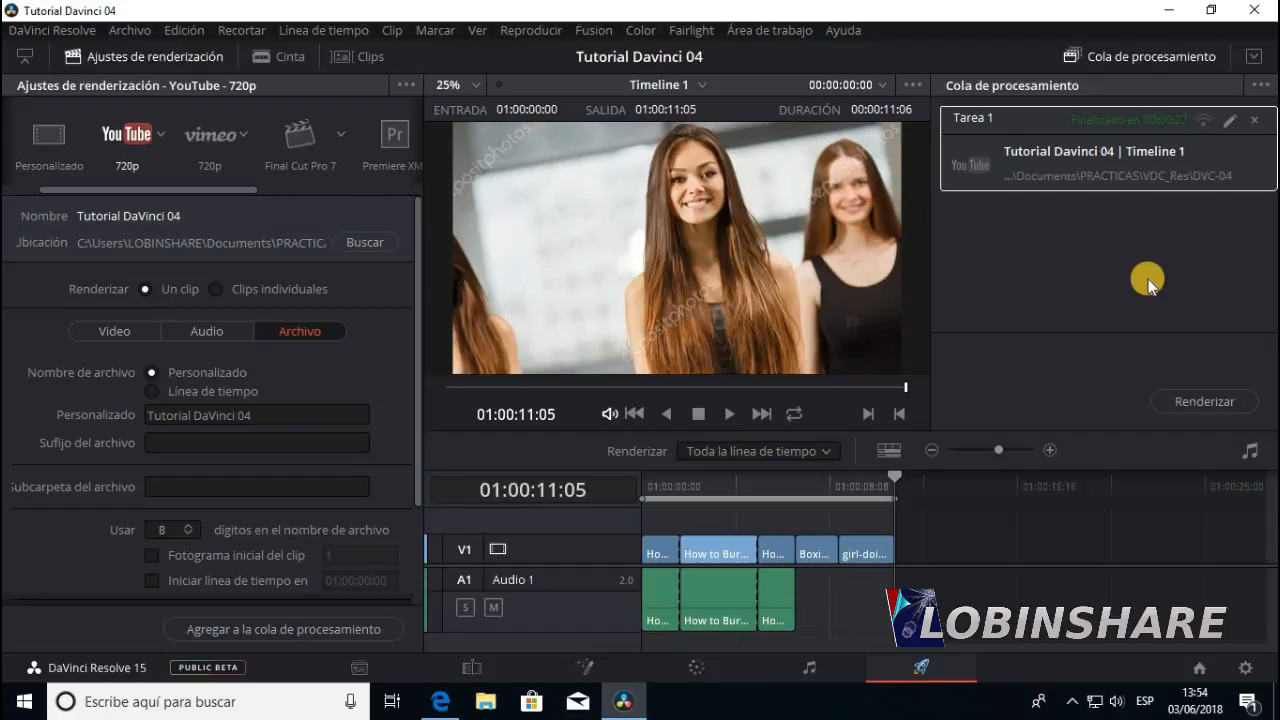 Tutorial Davinci 04
DaVinci Resolve Archivo Edición Recortar Línea de tiempo Clip Marcar Ver Reproducir Fusion Color Fairlight Área de trabajo Ayuda
Ajustes de renderización Cinta Clips Tutorial Davinci 04 Cola de procesamiento
Ajustes de renderización - YouTube - 720p 25% Timeline 1 00:00:00:00 Cola de procesamiento
ENTRADA 01:00:00:00 SALIDA 01:00:11:05 DURACIÓN 00:00:11:06
Tarea 1 Finalizado en 00:00:27
You Tube vimeo Pr
Personalizado 720p 720p Final Cut Pro 7 Premiere XM
Tutorial Davinci 04 | Timeline 1
You Tube ...\Documents\PRACTICAS\VDC_Res\DVC-04
depositphotos
Nombre Tutorial DaVinci 04
Jbicación C:\Users\LOBINSHARE\Documents\PRACTIC Buscar
Renderizar Un clip Clips individuales
Video Audio Archivo
depositphotos
Nombre de archivo Personalizado
Línea de tiempo
Personalizado Tutorial DaVinci 04
Sufijo del archivo
Subcarpeta del archivo
Usar 8 dígitos en el nombre de archivo
Fotograma inicial del clip 1
Iniciar línea de tiempo en 01:00:00:00
Agregar a la cola de procesamiento
01:00:11:05
Renderizar
Renderizar Toda la línea de tiempo
01:00:11:05 01:00:00:00 01:00:08:08 01:00:16:16 01:00:25:00
V1 Ho... How to Bur... Ho... Boxi... girl-doi...
A1 Audio 1 2.0
S M Ho... How to Bur... Ho...
LOBINSHARE
DaVinci Resolve 15 PUBLIC BETA
Escribe aquí para buscar ESP 13:54
03/06/2018
1